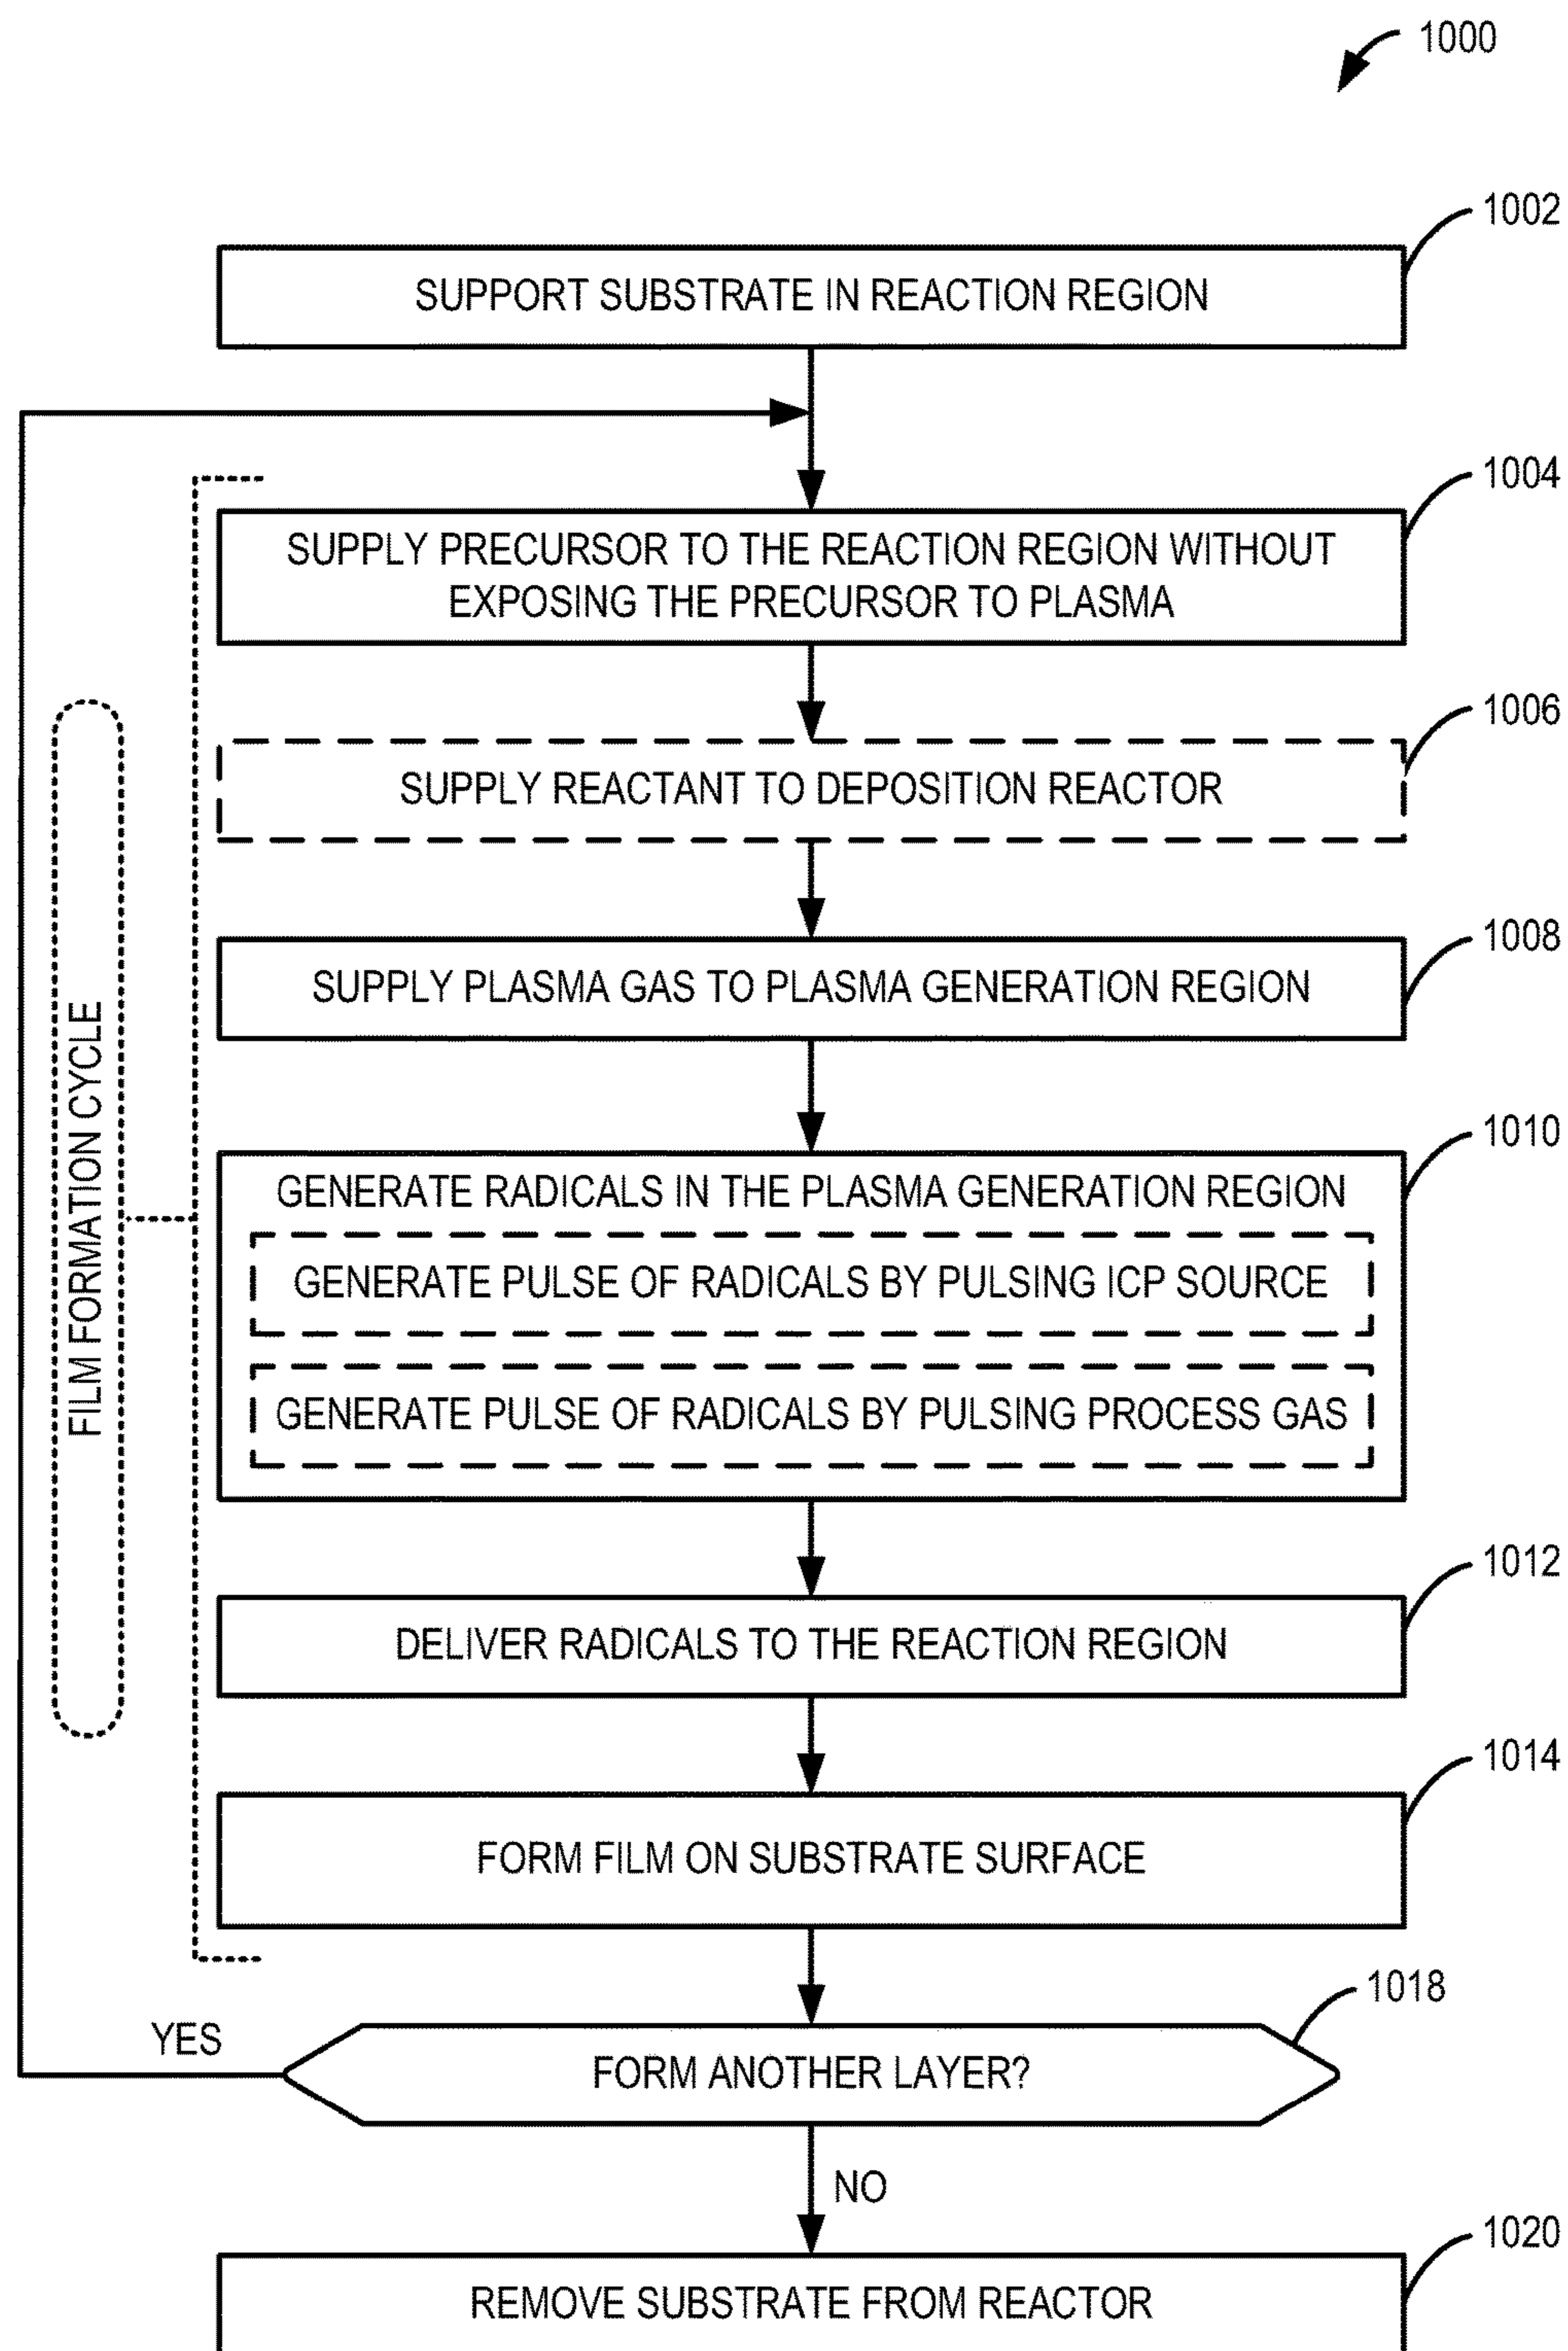 1000
1002
SUPPORT SUBSTRATE IN REACTION REGION
1004
SUPPLY PRECURSOR TO THE REACTION REGION WITHOUT
EXPOSING THE PRECURSOR TO PLASMA
1006
SUPPLY REACTANT TO DEPOSITION REACTOR
1008
SUPPLY PLASMA GAS TO PLASMA GENERATION REGION
FILM FORMATION CYCLE
1010
GENERATE RADICALS IN THE PLASMA GENERATION REGION
GENERATE PULSE OF RADICALS BY PULSING ICP SOURCE
GENERATE PULSE OF RADICALS BY PULSING PROCESS GAS
1012
DELIVER RADICALS TO THE REACTION REGION
1014
FORM FILM ON SUBSTRATE SURFACE
1018
YES
FORM ANOTHER LAYER?
NO
1020
REMOVE SUBSTRATE FROM REACTOR